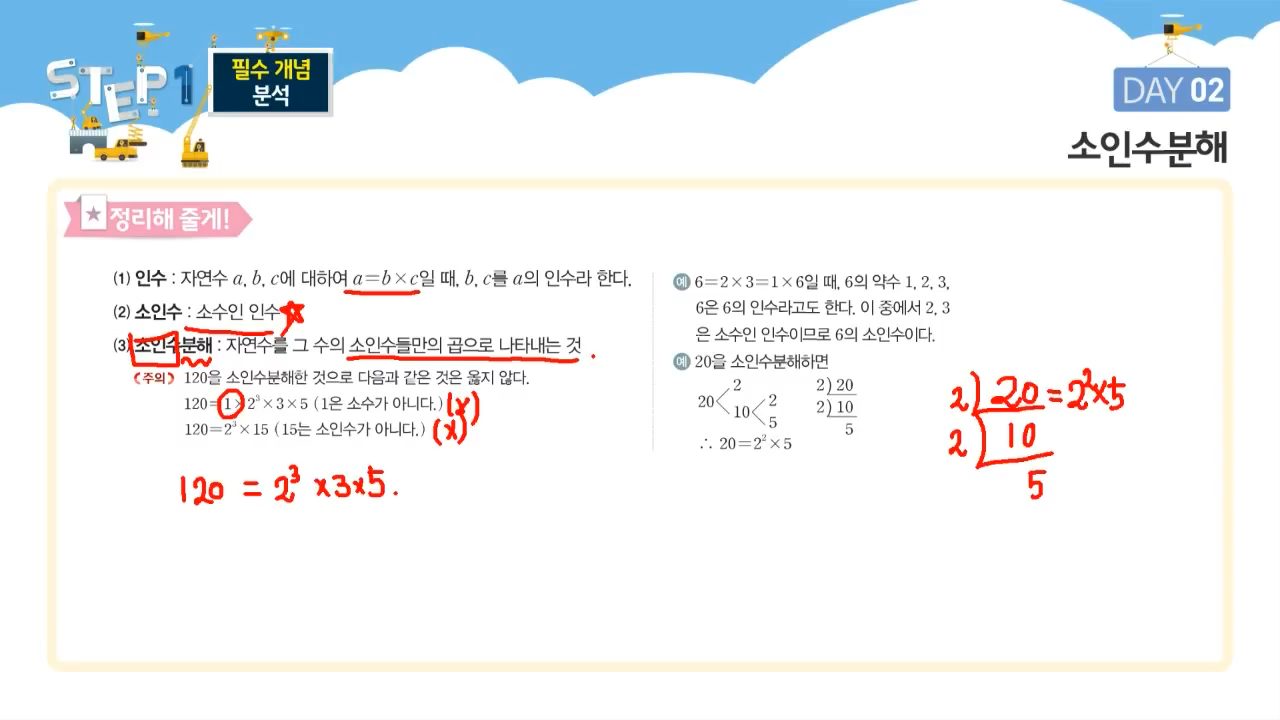 STEP 1
필수 개념
분석
DAY 02
소인수분해
정리해 줄게!
(1) 인수 : 자연수 a, b, c에 대하여 a=b×c일 때, b, c를 a의 인수라 한다.
(2) 소인수 : 소수인 인수
(3) 소인수분해 : 자연수를 그 수의 소인수들만의 곱으로 나타내는 것
(주의) 120을 소인수분해한 것으로 다음과 같은 것은 옳지 않다.
120=1×2³×3×5 (1은 소수가 아니다.) (x)
120=2³×15 (15는 소인수가 아니다.) (x)
120 = 2³ ×3×5.
예 6=2×3=1×6일 때, 6의 약수 1, 2, 3,
6은 6의 인수라고도 한다. 이 중에서 2, 3
은 소수인 인수이므로 6의 소인수이다.
예 20을 소인수분해하면
20 2 10 2 5
2) 20
2) 10
5
∴ 20=2²×5
2) 20 = 2²×5
2 10
5